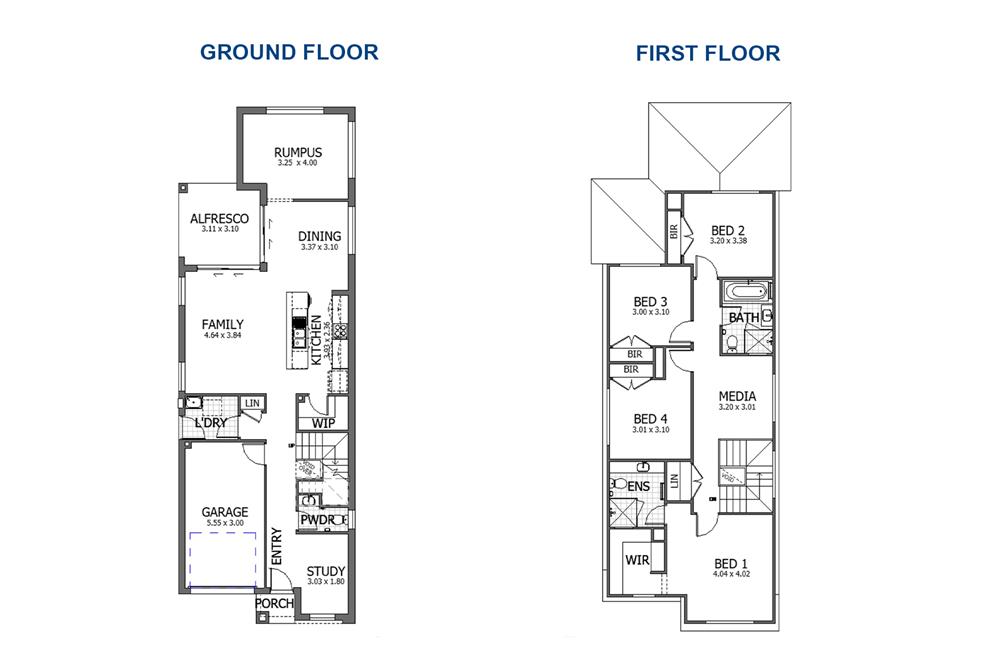 GROUND FLOOR
RUMPUS
3.25 x 4.00
ALFRESCO
3.11 x 3.10
DINING
3.37 x 3.10
FAMILY
4.64 x 3.84
KITCHEN
3.93 x 2.36
LIN
L'DRY
WIP
VOID
OVER
GARAGE
5.55 x 3.00
PWDR
ENTRY
STUDY
3.03 x 1.80
PORCH
FIRST FLOOR
BIR
BED 2
3.20 x 3.38
BED 3
3.00 x 3.10
BATH
BIR
BIR
MEDIA
3.20 x 3.01
BED 4
3.01 x 3.10
ENS
LIN
VOID
WIR
BED 1
4.04 x 4.02